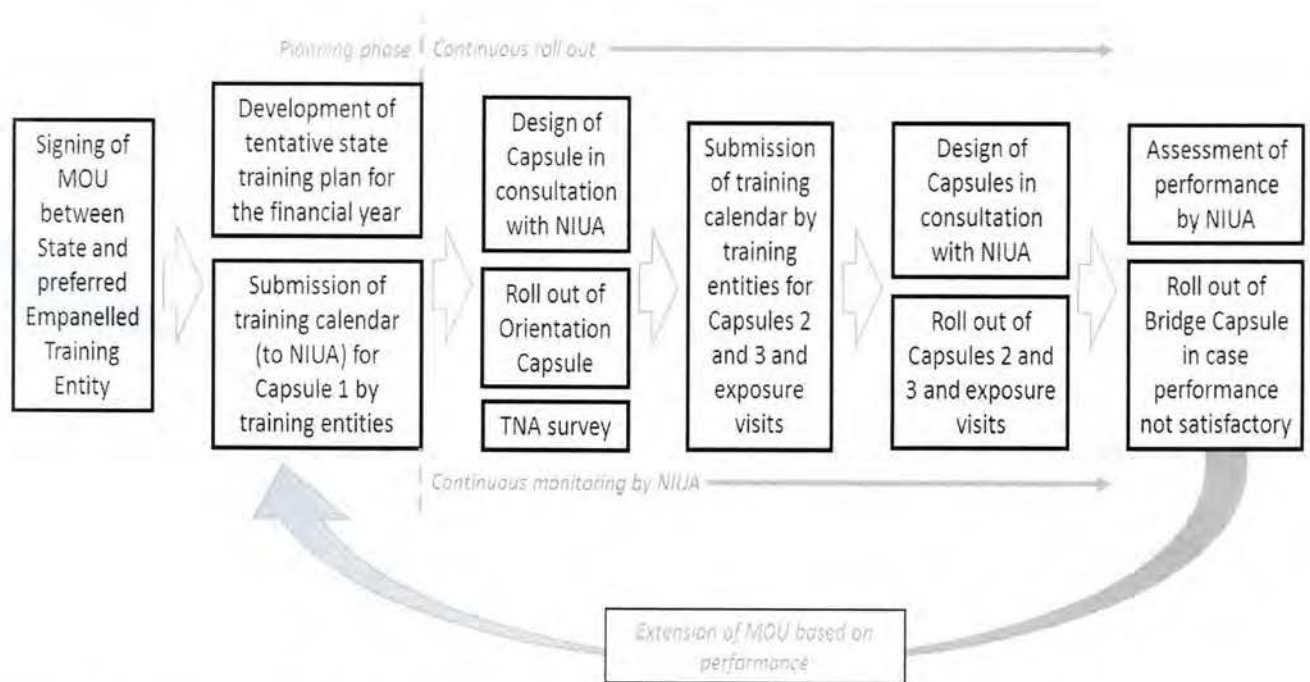 Planning phase
Continuous roll out
Signing of
MOU
between
State and
preferred
Empanelled
Training
Entity
Development of
tentative state
training plan for
the financial year
Submission of
training calendar
(to NIUA) for
Capsule 1 by
training entities
Design of
Capsule in
consultation
with NIUA
Roll out of
Orientation
Capsule
TNA survey
Submission
of training
calendar by
training
entities for
Capsules 2
and 3 and
exposure
visits
Design of
Capsules in
consultation
with NIUA
Roll out of
Capsules 2 and
3 and exposure
visits
Assessment of
performance
by NIUA
Roll out of
Bridge Capsule
in case
performance
not satisfactory
Continuous monitoring by NIUA
Extension of MOU based on
performance